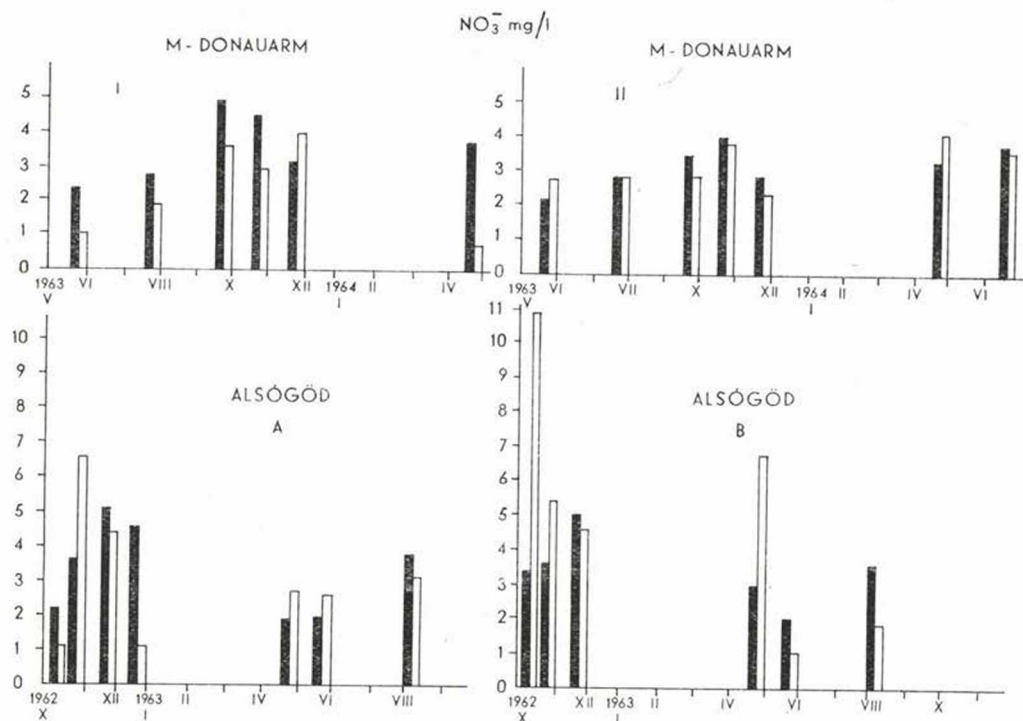 NO₃⁻ mg/l
M - DONAUARM
I
5
4
3
2
1
0
1963 VI VIII X XII 1964 II IV
V I
M - DONAUARM
II
5
4
3
2
1
0
1963 VI VII X XII 1964 II IV VI
V I
ALSÓGÖD
A
10
9
8
7
6
5
4
3
2
1
0
1962 XII 1963 II IV VI VIII
X I
ALSÓGÖD
B
11
10
9
8
7
6
5
4
3
2
1
0
1962 XII 1963 II IV VI VIII X
X I